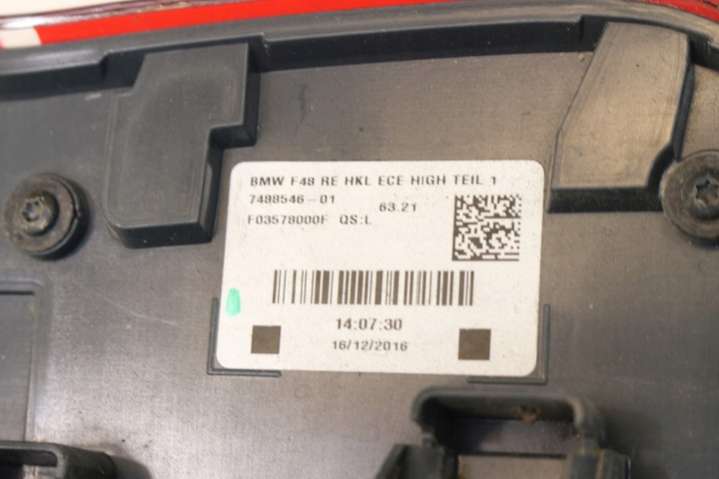 BMW F48 RE HKL ECE HIGH TEIL 1
7488546-01 63.21
F03578000F QS:L
14:07:30
16/12/2016